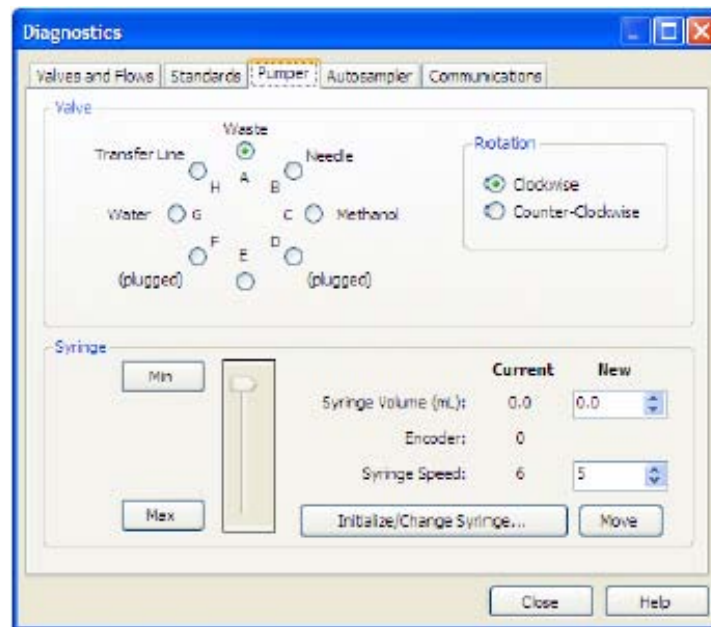 Diagnostics
Valves and Flows Standards Pumper Autosampler Communications
Valve
Waste
Transfer Line Needle
H A B
Water G C Methanol
F E D
(plugged) (plugged)
Rotation
Clockwise
Counter-Clockwise
Syringe
Min
Max
Current New
Syringe Volume (mL): 0.0 0.0
Encoder: 0
Syringe Speed: 6 5
Initialize/Change Syringe... Move
Close Help